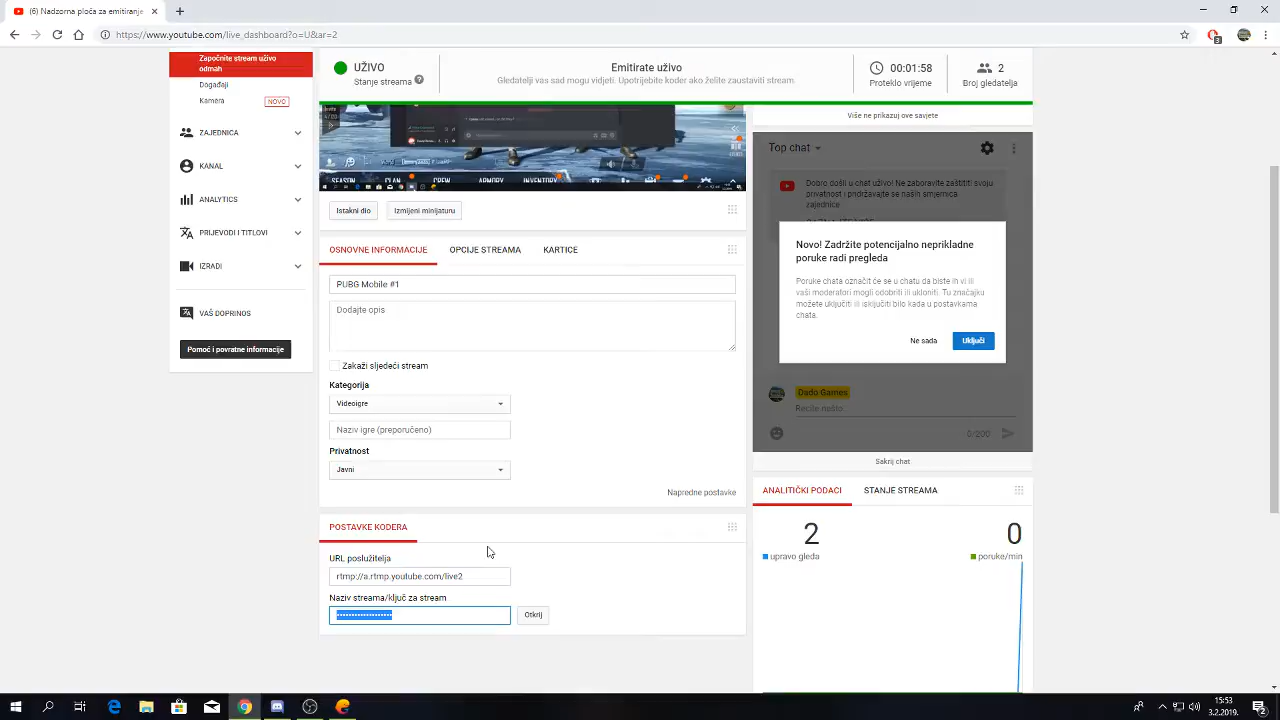 (6) Nadzorna ploča za emitiranje
https://www.youtube.com/live_dashboard?o=U&ar=2
Započnite stream uživo
odmah
Događaji
Kamera
NOVO
ZAJEDNICA
KANAL
ANALYTICS
PRIJEVODI I TITLOVI
IZRADI
VAŠ DOPRINOS
Pomoć i povratne informacije
UŽIVO
Stanje streama
Emitirate uživo
Gledatelji vas sad mogu vidjeti. Upotrijebite koder ako želite zaustaviti stream.
00:01:58
Proteklo vrijeme
2
Broj gledatelja
SEASON
CLAN
CREW
ARMORY
INVENTORY
Istakni dio
Izmijeni minijaturu
OSNOVNE INFORMACIJE
OPCIJE STREAMA
KARTICE
PUBG Mobile #1
Dodajte opis
Zakaži sljedeći stream
Kategorija
Videoigre
Naziv igre (preporučeno)
Privatnost
Javni
Napredne postavke
POSTAVKE KODERA
URL poslužitelja
rtmp://a.rtmp.youtube.com/live2
Naziv streama/ključ za stream
Otkrij
Više ne prikazuj ove savjete
Top chat
Dobro došli u chat uživo! Ne zaboravite zaštititi svoju
privatnost i pridržavajte se naših smjernica
zajednice.
Novo! Zadržite potencijalno neprikladne
poruke radi pregleda
Poruke chata označit će se u chatu da biste ih vi ili
vaši moderatori mogli odobriti ili ukloniti. Tu značajku
možete uključiti ili isključiti bilo kada u postavkama
chata.
Ne sada
Uključi
Dado Games
Recite nešto...
0/200
Sakrij chat
ANALITIČKI PODACI
STANJE STREAMA
2
upravo gleda
0
poruke/min
15:53
3.2.2019.